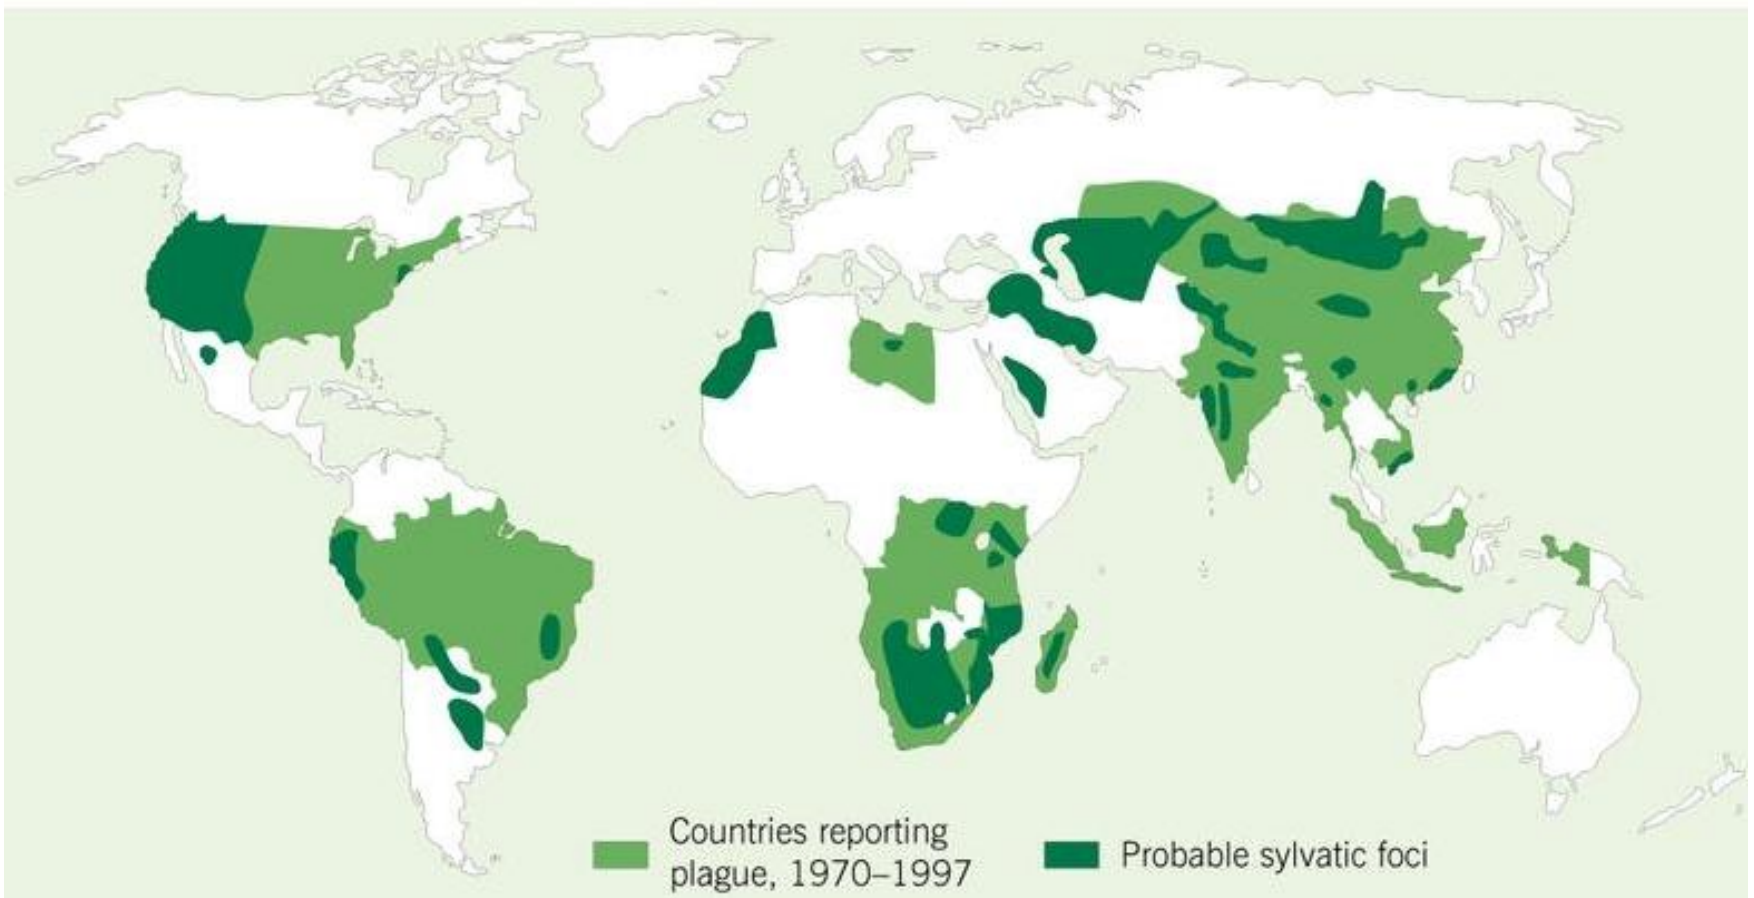 Countries reporting
plague, 1970–1997
Probable sylvatic foci